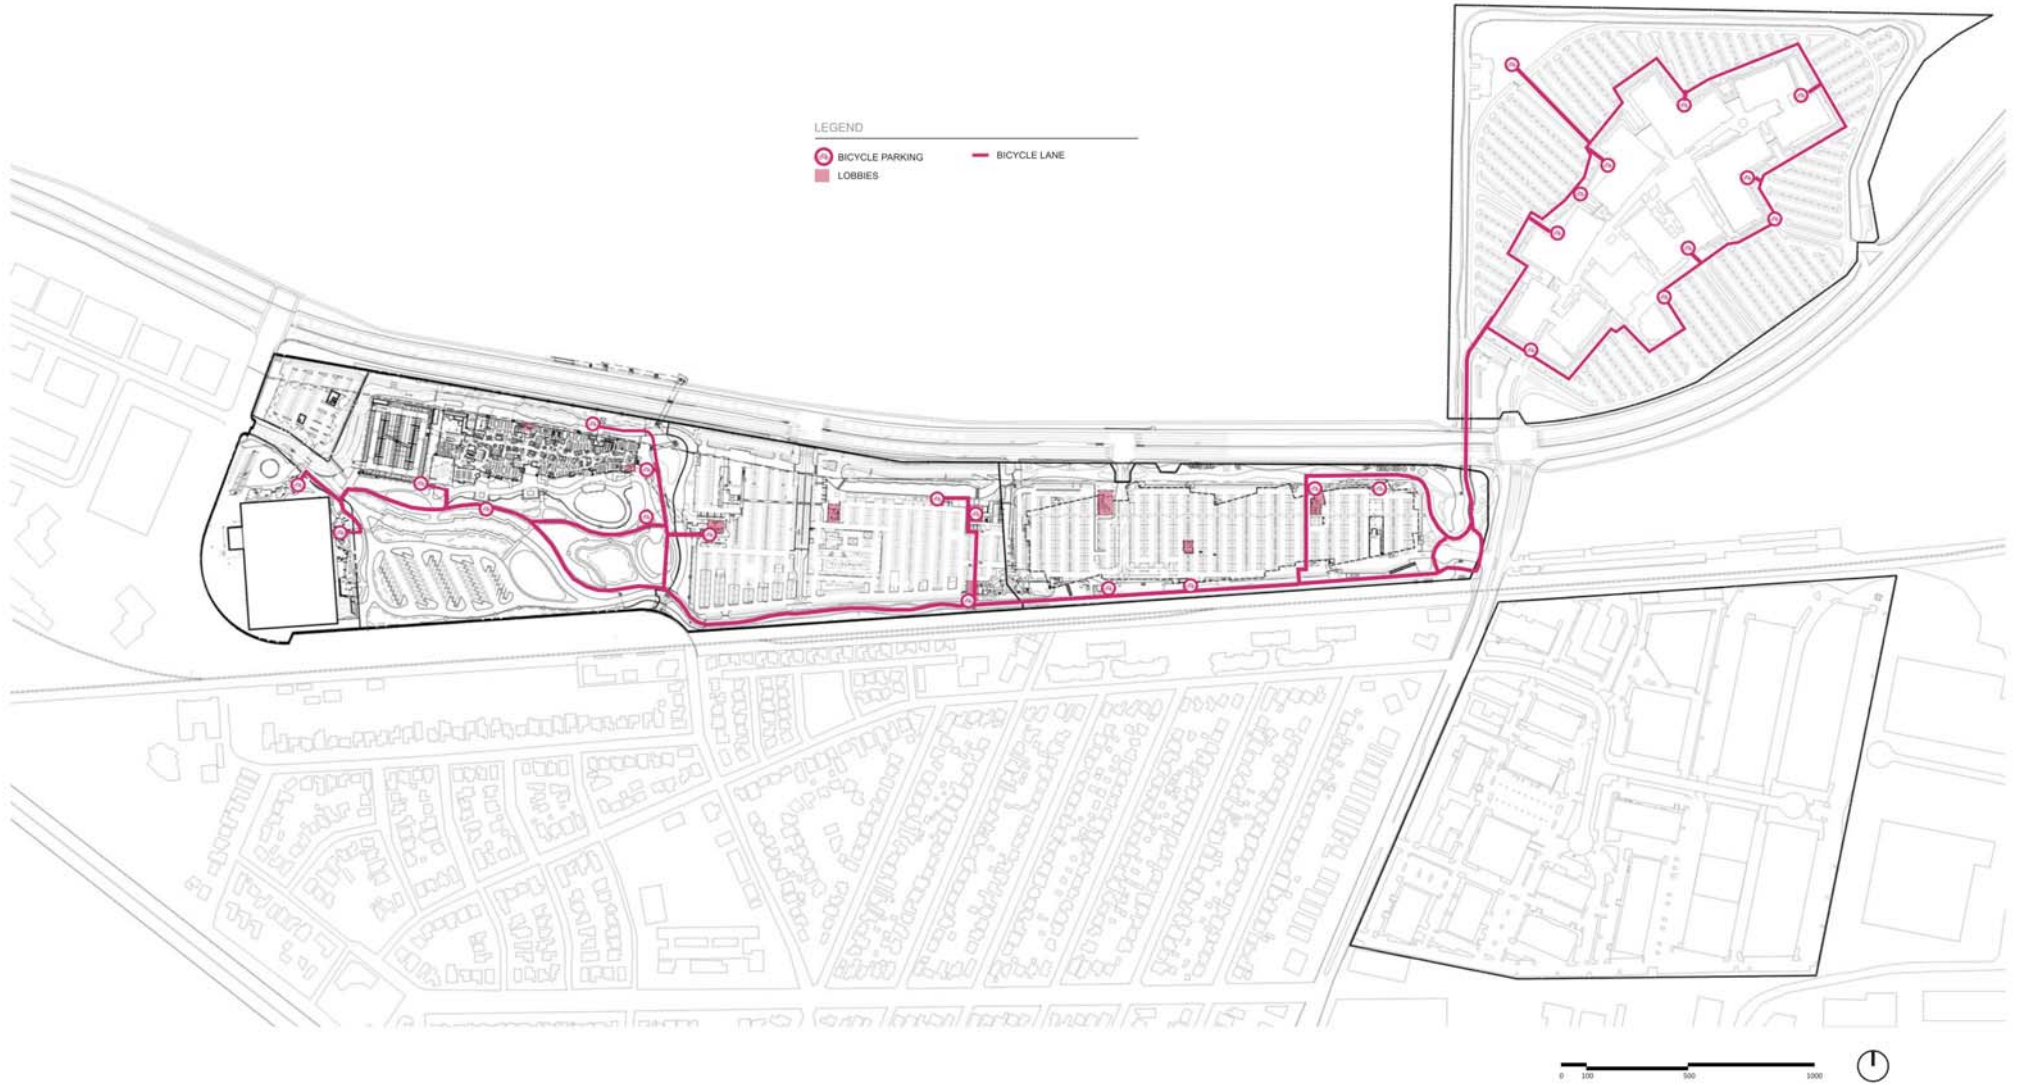 LEGEND
BICYCLE PARKING
BICYCLE LANE
LOBBIES
0 100 500 1000